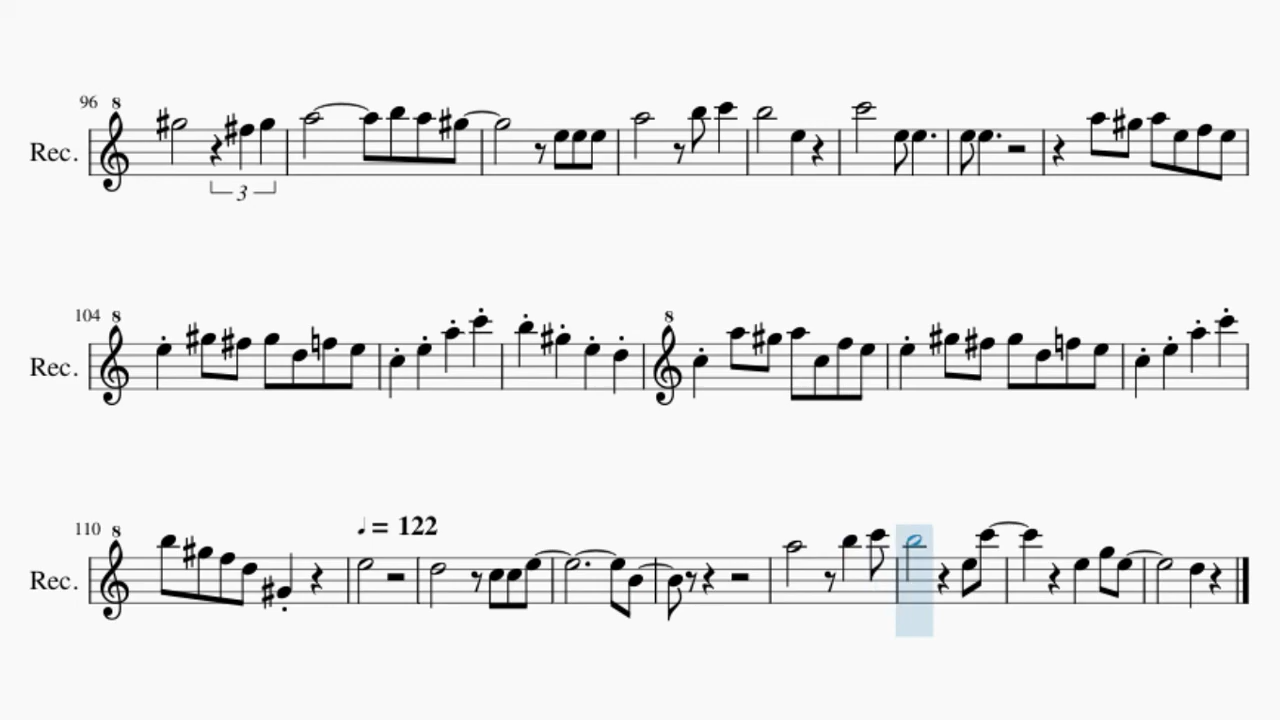 96 8
Rec.
3
104 8 8
Rec.
110 8 ♩ = 122
Rec.